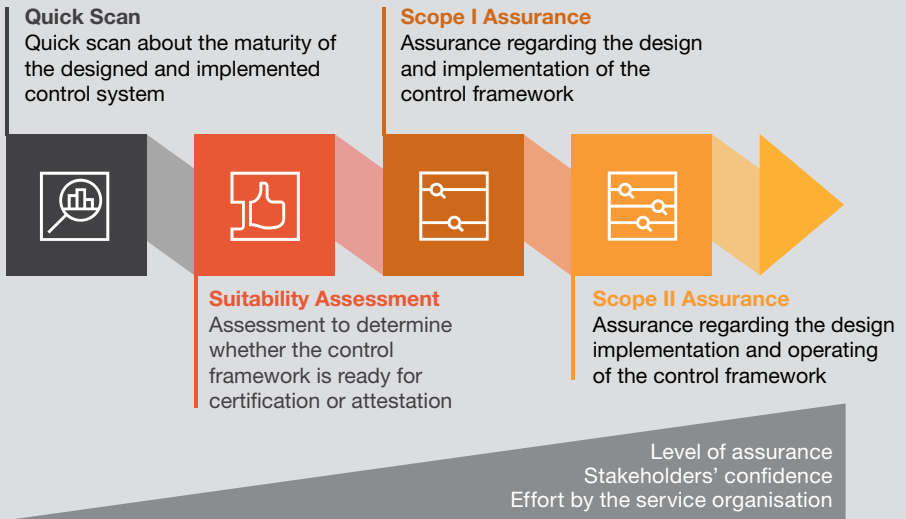 Quick Scan
Quick scan about the maturity of
the designed and implemented
control system
Scope I Assurance
Assurance regarding the design
and implementation of the
control framework
Suitability Assessment
Assessment to determine
whether the control
framework is ready for
certification or attestation
Scope II Assurance
Assurance regarding the design
implementation and operating
of the control framework
Level of assurance
Stakeholders’ confidence
Effort by the service organisation